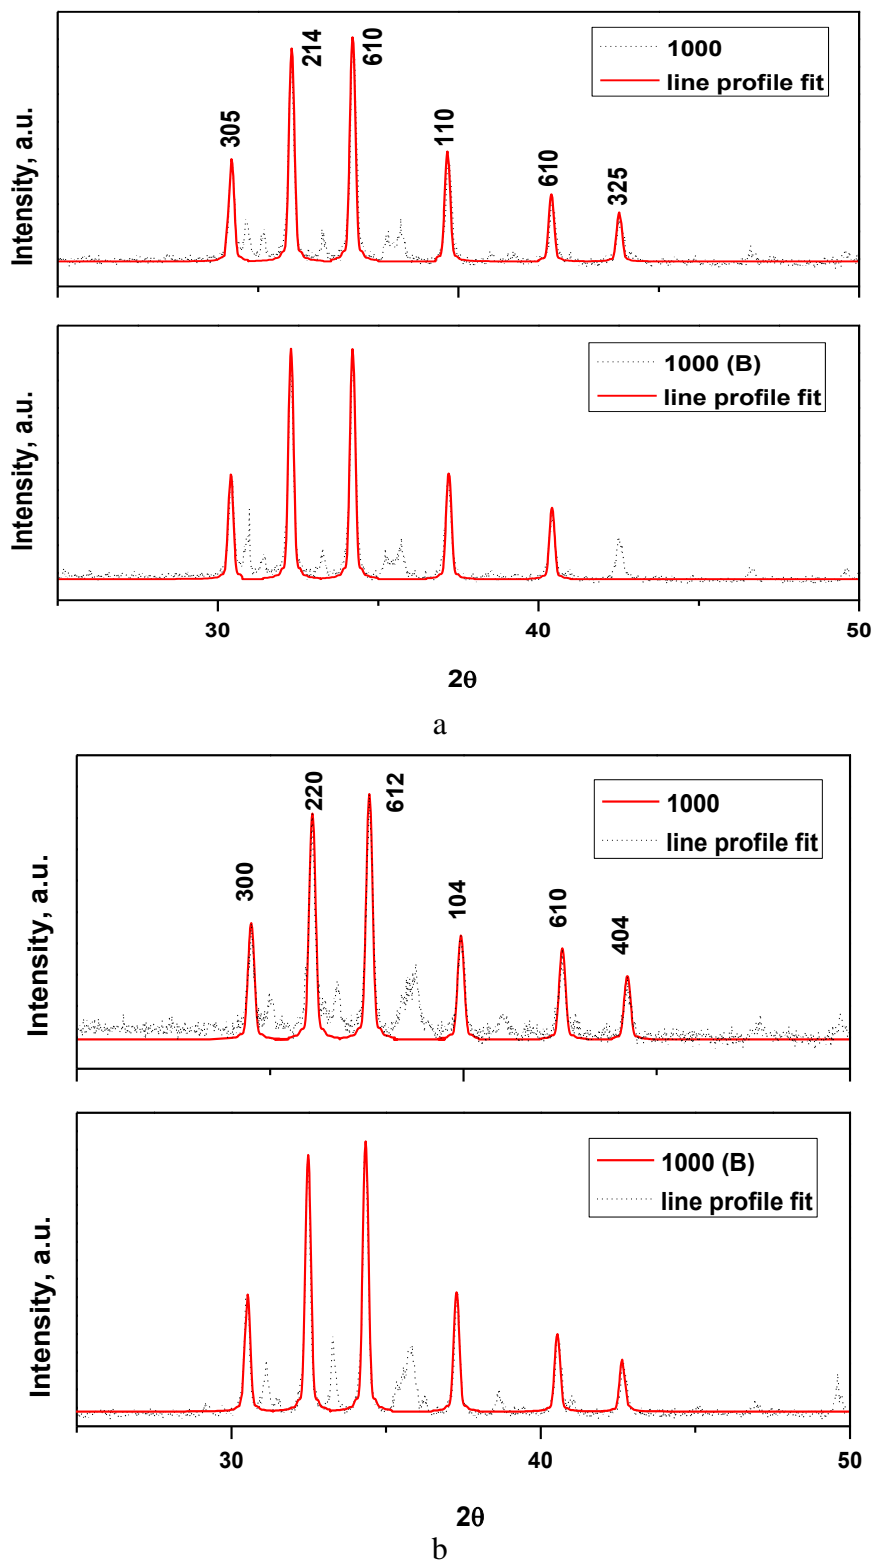 305
214
610
110
610
325
1000
line profile fit
Intensity, a.u.
1000 (B)
line profile fit
Intensity, a.u.
30
40
50
2θ
a
300
220
612
104
610
404
1000
line profile fit
Intensity, a.u.
1000 (B)
line profile fit
Intensity, a.u.
30
40
50
2θ
b